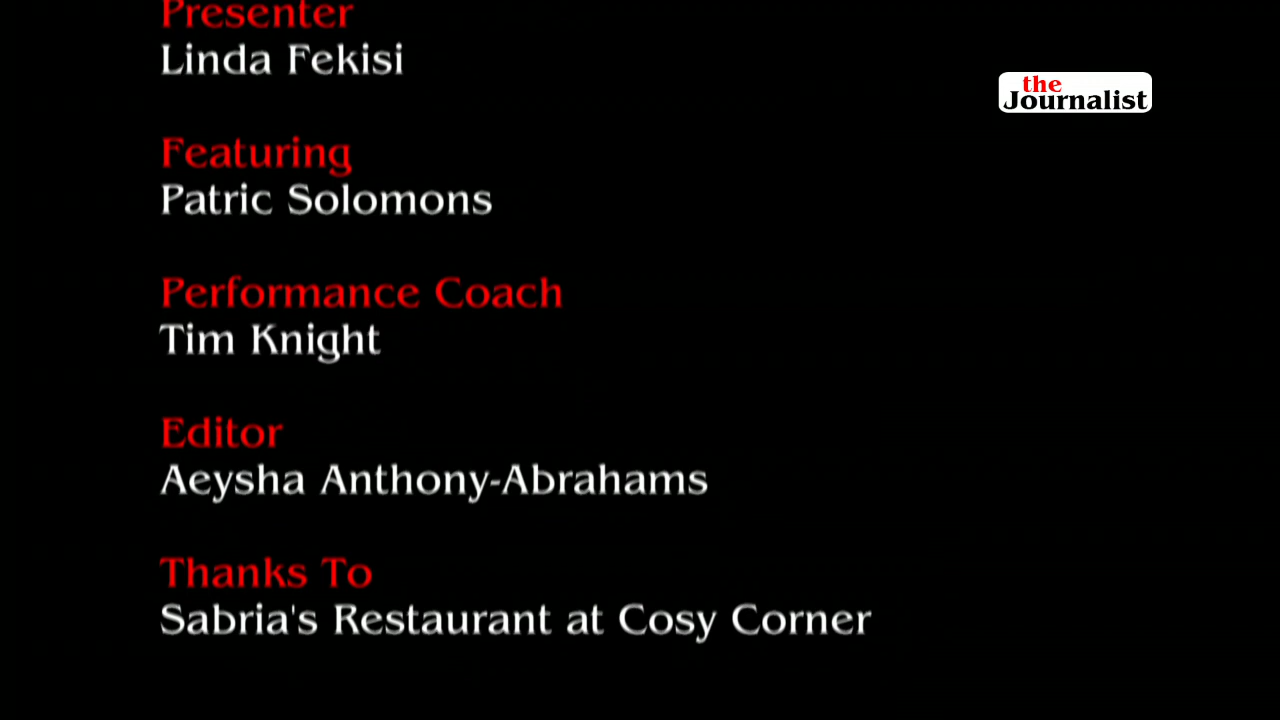 Presenter
Linda Fekisi
the
Journalist
Featuring
Patric Solomons
Performance Coach
Tim Knight
Editor
Aeysha Anthony-Abrahams
Thanks To
Sabria's Restaurant at Cosy Corner